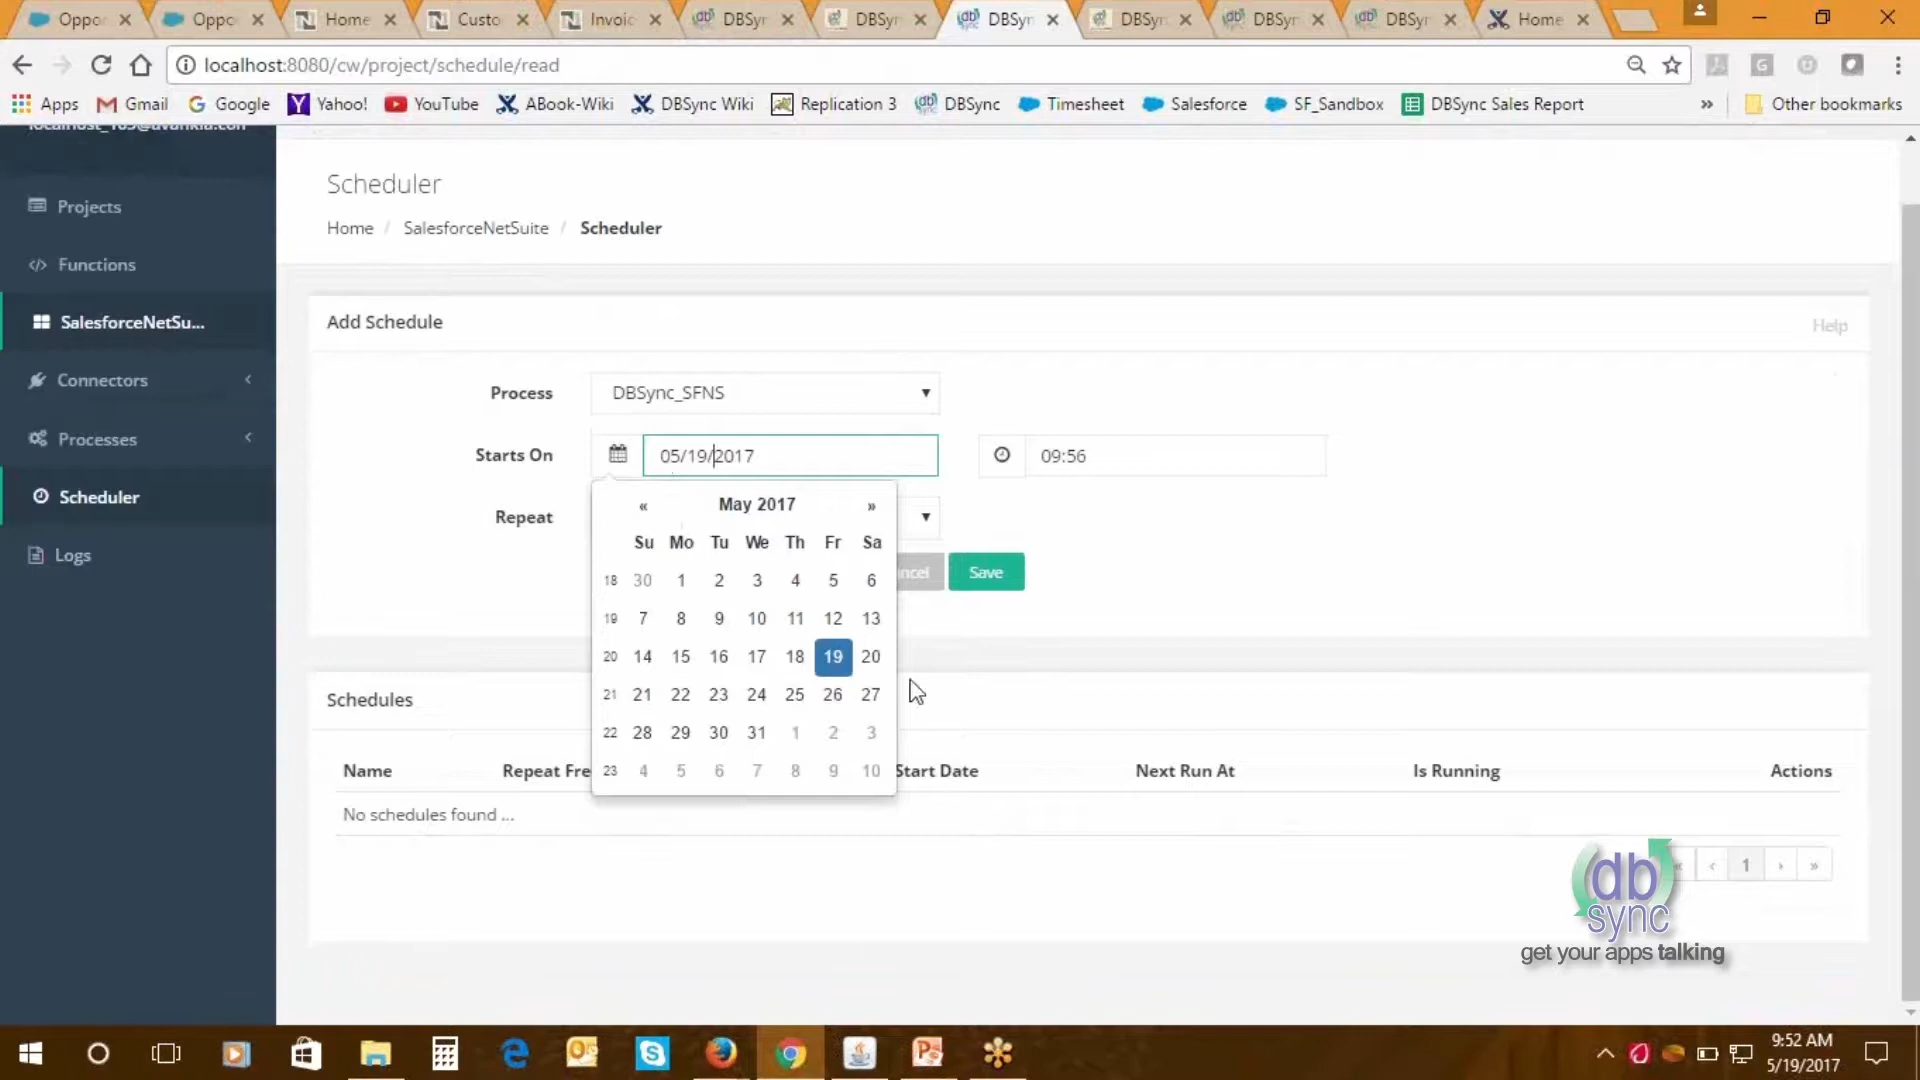 Oppo
Oppo
Home
Custo
Invoic
DBSyn
DBSyn
DBSyn
DBSyn
DBSyn
DBSyn
Home
localhost:8080/cw/project/schedule/read
Apps Gmail Google Yahoo! YouTube ABook-Wiki DBSync Wiki Replication 3 DBSync Timesheet Salesforce SF_Sandbox DBSync Sales Report » Other bookmarks
Projects
Functions
SalesforceNetSu...
Connectors
Processes
Scheduler
Logs
Scheduler
Home / SalesforceNetSuite / Scheduler
Add Schedule
Help
Process DBSync_SFNS
Starts On 05/19/2017 09:56
Repeat
ncel Save
« May 2017 »
Su Mo Tu We Th Fr Sa
18 30 1 2 3 4 5 6
19 7 8 9 10 11 12 13
20 14 15 16 17 18 19 20
21 21 22 23 24 25 26 27
22 28 29 30 31 1 2 3
23 4 5 6 7 8 9 10
Schedules
Name Repeat Fre Start Date Next Run At Is Running Actions
No schedules found ...
« ‹ 1 › »
db
sync
get your apps talking
9:52 AM
5/19/2017